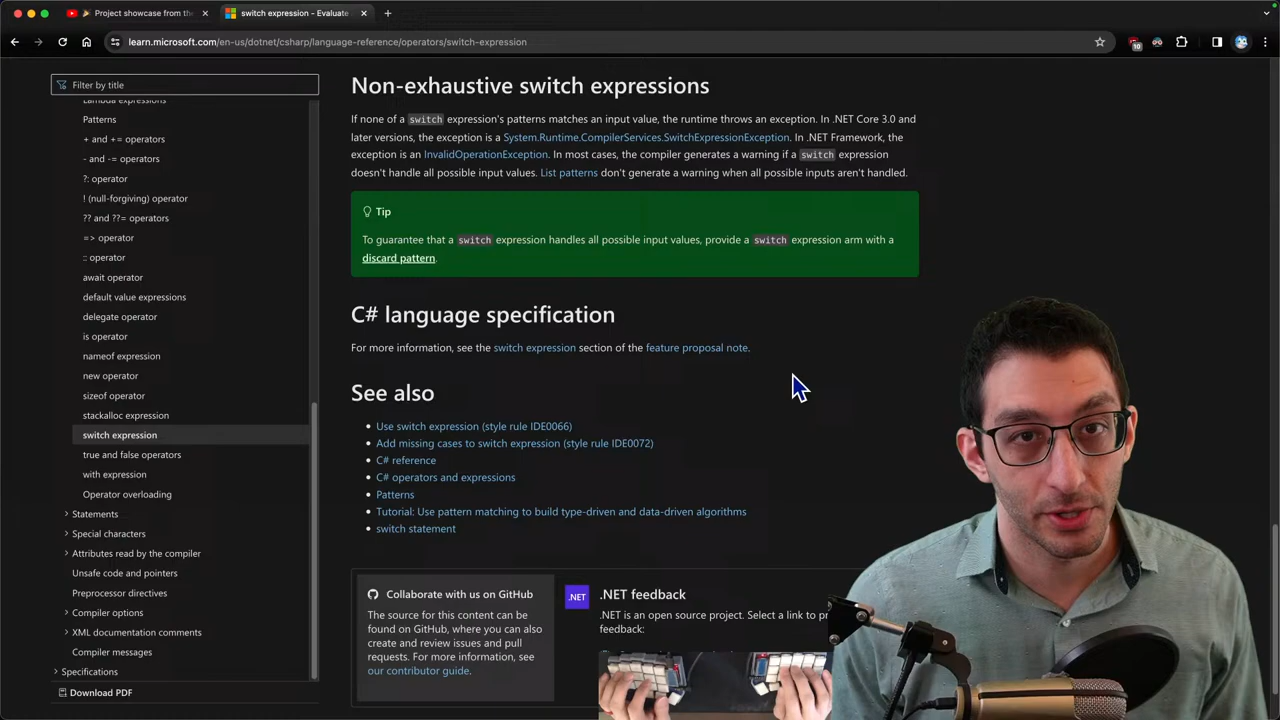 Project showcase from the
switch expression - Evaluate
learn.microsoft.com/en-us/dotnet/csharp/language-reference/operators/switch-expression
10
Filter by title
Lambda expressions
Patterns
+ and += operators
- and -= operators
?: operator
! (null-forgiving) operator
?? and ??= operators
=> operator
:: operator
await operator
default value expressions
delegate operator
is operator
nameof expression
new operator
sizeof operator
stackalloc expression
switch expression
true and false operators
with expression
Operator overloading
Statements
Special characters
Attributes read by the compiler
Unsafe code and pointers
Preprocessor directives
Compiler options
XML documentation comments
Compiler messages
Specifications
Download PDF
Non-exhaustive switch expressions
If none of a switch expression's patterns matches an input value, the runtime throws an exception. In .NET Core 3.0 and
later versions, the exception is a System.Runtime.CompilerServices.SwitchExpressionException. In .NET Framework, the
exception is an InvalidOperationException. In most cases, the compiler generates a warning if a switch expression
doesn't handle all possible input values. List patterns don't generate a warning when all possible inputs aren't handled.
Tip
To guarantee that a switch expression handles all possible input values, provide a switch expression arm with a
discard pattern.
C# language specification
For more information, see the switch expression section of the feature proposal note.
See also
Use switch expression (style rule IDE0066)
Add missing cases to switch expression (style rule IDE0072)
C# reference
C# operators and expressions
Patterns
Tutorial: Use pattern matching to build type-driven and data-driven algorithms
switch statement
Collaborate with us on GitHub
The source for this content can be
found on GitHub, where you can also
create and review issues and pull
requests. For more information, see
our contributor guide.
.NET
.NET feedback
.NET is an open source project. Select a link to
feedback: